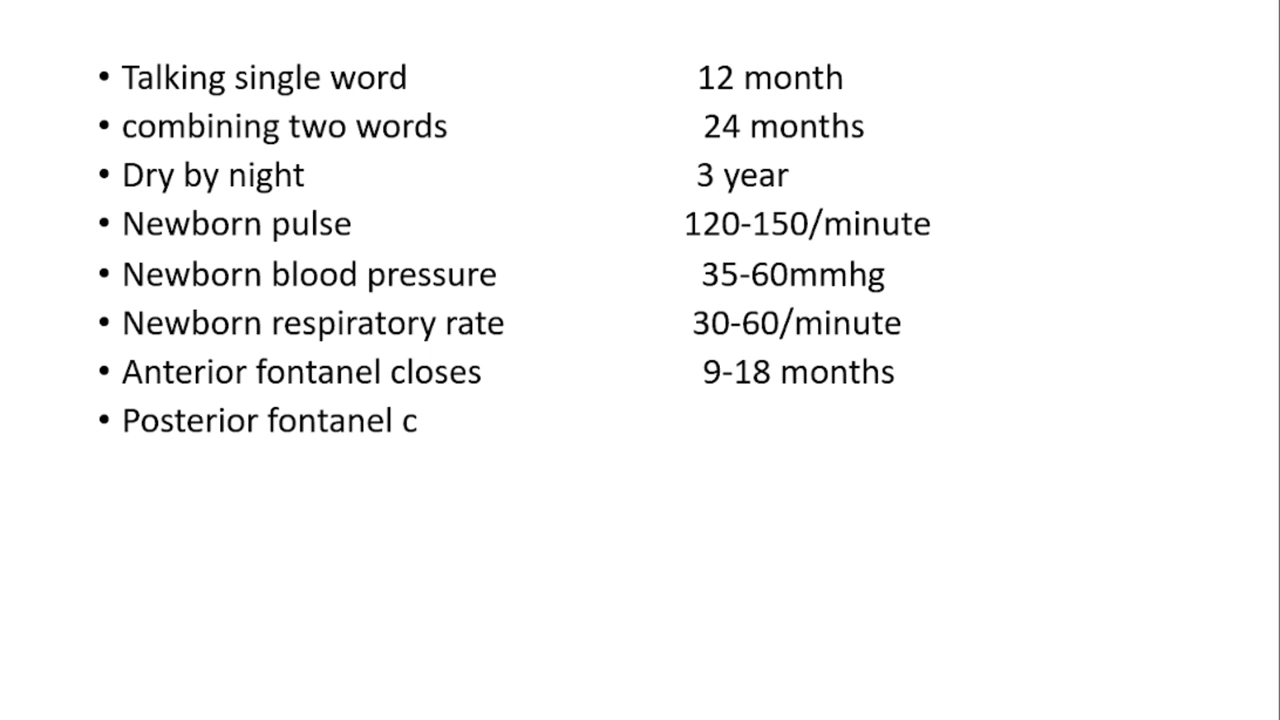 • Talking single word 12 month
• combining two words 24 months
• Dry by night 3 year
• Newborn pulse 120-150/minute
• Newborn blood pressure 35-60mmhg
• Newborn respiratory rate 30-60/minute
• Anterior fontanel closes 9-18 months
• Posterior fontanel c